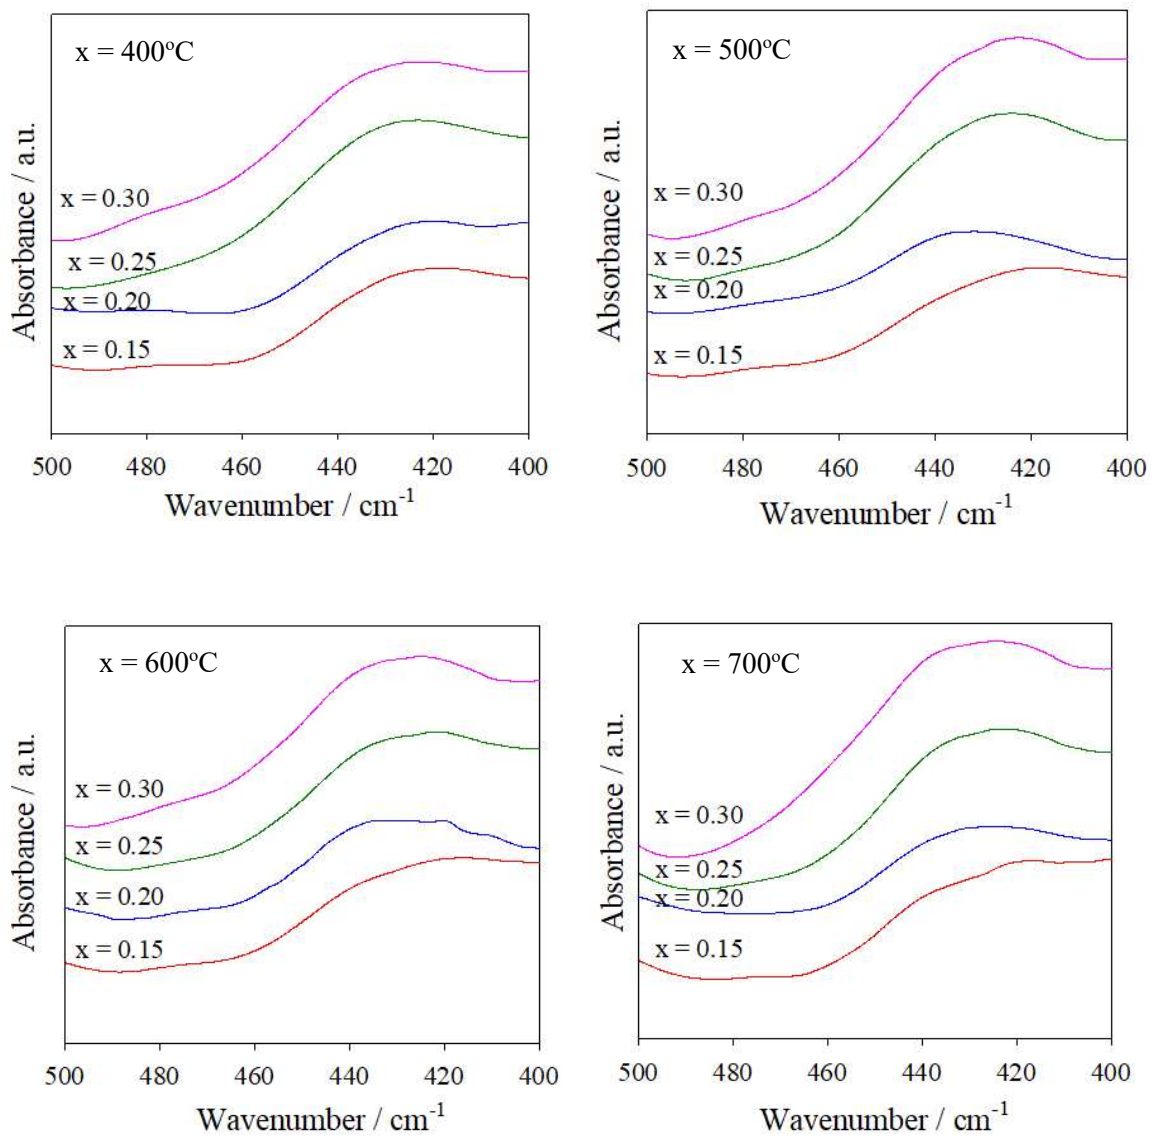 x = 400ºC
Absorbance / a.u.
x = 0.30
x = 0.25
x = 0.20
x = 0.15
500 480 460 440 420 400
Wavenumber / cm-1
x = 500ºC
Absorbance / a.u.
x = 0.30
x = 0.25
x = 0.20
x = 0.15
500 480 460 440 420 400
Wavenumber / cm-1
x = 600ºC
Absorbance / a.u.
x = 0.30
x = 0.25
x = 0.20
x = 0.15
500 480 460 440 420 400
Wavenumber / cm-1
x = 700ºC
Absorbance / a.u.
x = 0.30
x = 0.25
x = 0.20
x = 0.15
500 480 460 440 420 400
Wavenumber / cm-1